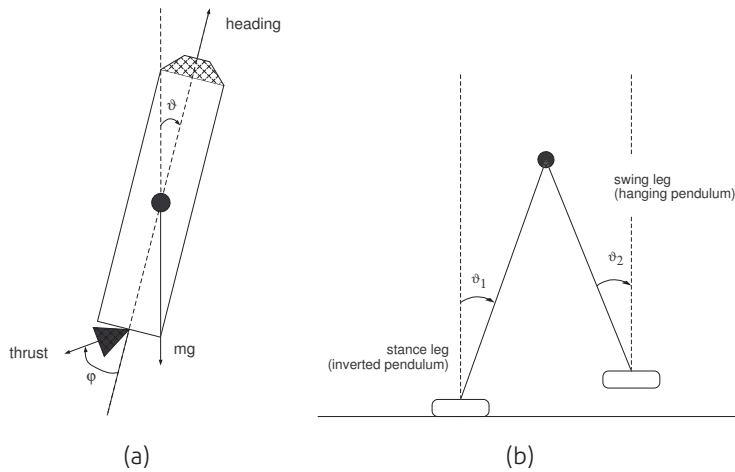 heading
ϑ
thrust
φ
mg
(a)
swing leg
(hanging pendulum)
ϑ2
ϑ1
stance leg
(inverted pendulum)
(b)